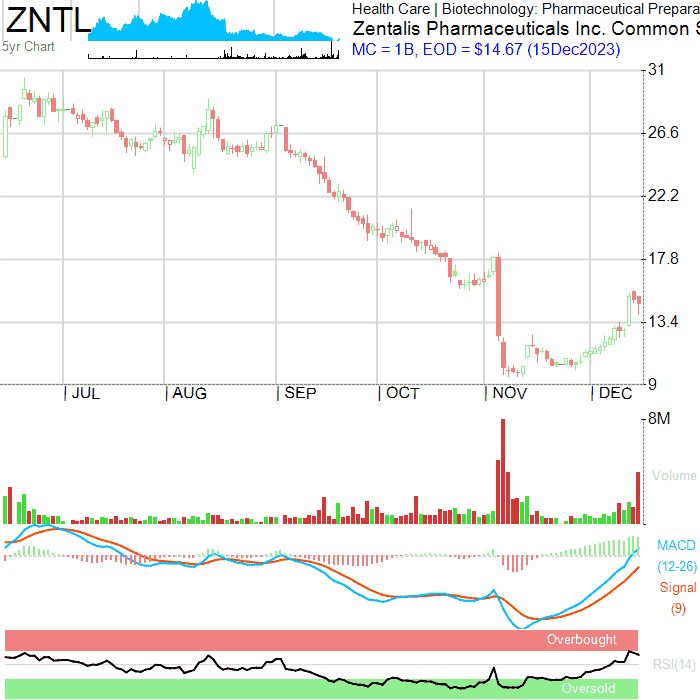 ZNTL
5yr Chart
Health Care | Biotechnology: Pharmaceutical Prepara
Zentalis Pharmaceuticals Inc. Common S
MC = 1B, EOD = $14.67 (15Dec2023)
31
26.6
22.2
17.8
13.4
9
| JUL | AUG | SEP | OCT | NOV | DEC
8M
Volume
MACD
(12-26)
Signal
(9)
Overbought
RSI(14)
Oversold